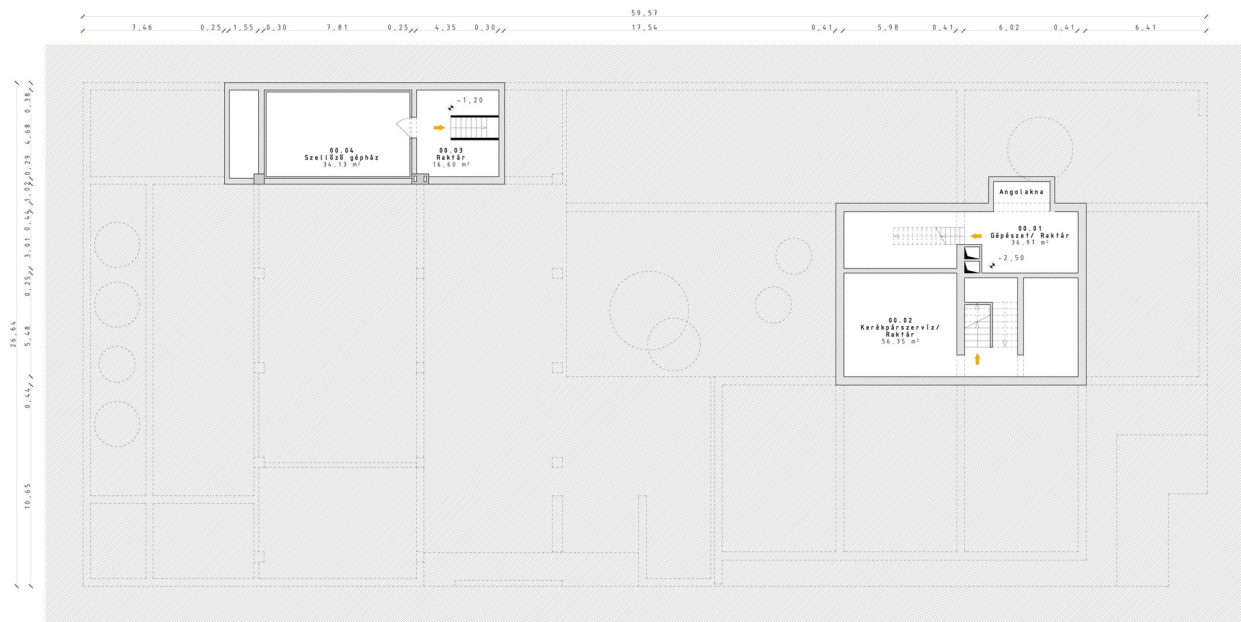 59,57
7,46 0,25 1,55 0,30 7,81 0,25 4,35 0,30 17,54 0,41 5,98 0,41 6,02 0,41 6,41
26,64
0,38
4,68
0,29
1,02
0,44
3,01
0,25
5,48
0,44
10,65
-1,20
00.04
Szellőző gépház
34,13 m²
00.03
Raktár
16,60 m²
Angolakna
00.01
Gépészet/ Raktár
36,91 m²
-2,50
00.02
Kerékpárszervíz/
Raktár
56,35 m²